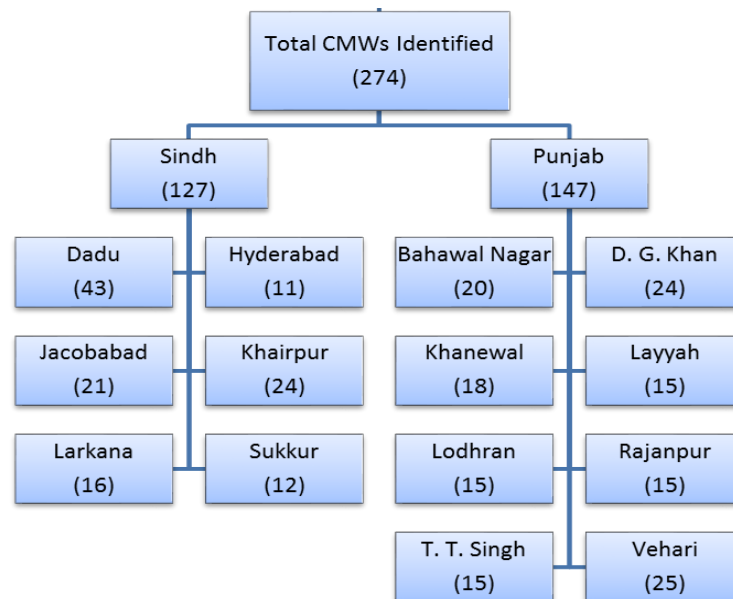 Total CMWs Identified
(274)
Sindh
(127)
Punjab
(147)
Dadu
(43)
Hyderabad
(11)
Bahawal Nagar
(20)
D. G. Khan
(24)
Jacobabad
(21)
Khairpur
(24)
Khanewal
(18)
Layyah
(15)
Larkana
(16)
Sukkur
(12)
Lodhran
(15)
Rajanpur
(15)
T. T. Singh
(15)
Vehari
(25)